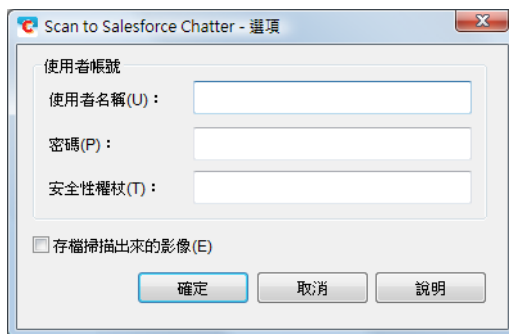 Scan to Salesforce Chatter - 選項
使用者帳號
使用者名稱(U)：
密碼(P)：
安全性權杖(T)：
存檔掃描出來的影像(E)
確定 取消 說明